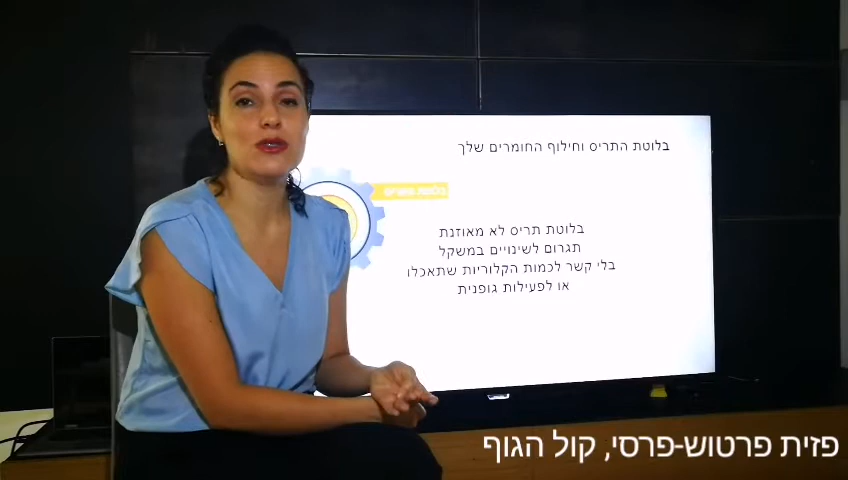 בלוטת התריס וחילוף החומרים שלך
בלוטת תריס לא מאוזנת
תגרום לשינויים במשקל
בלי קשר לכמות הקלוריות שתאכלו
או לפעילות גופנית
פזית פרטוש-פרסי, קול הגוף